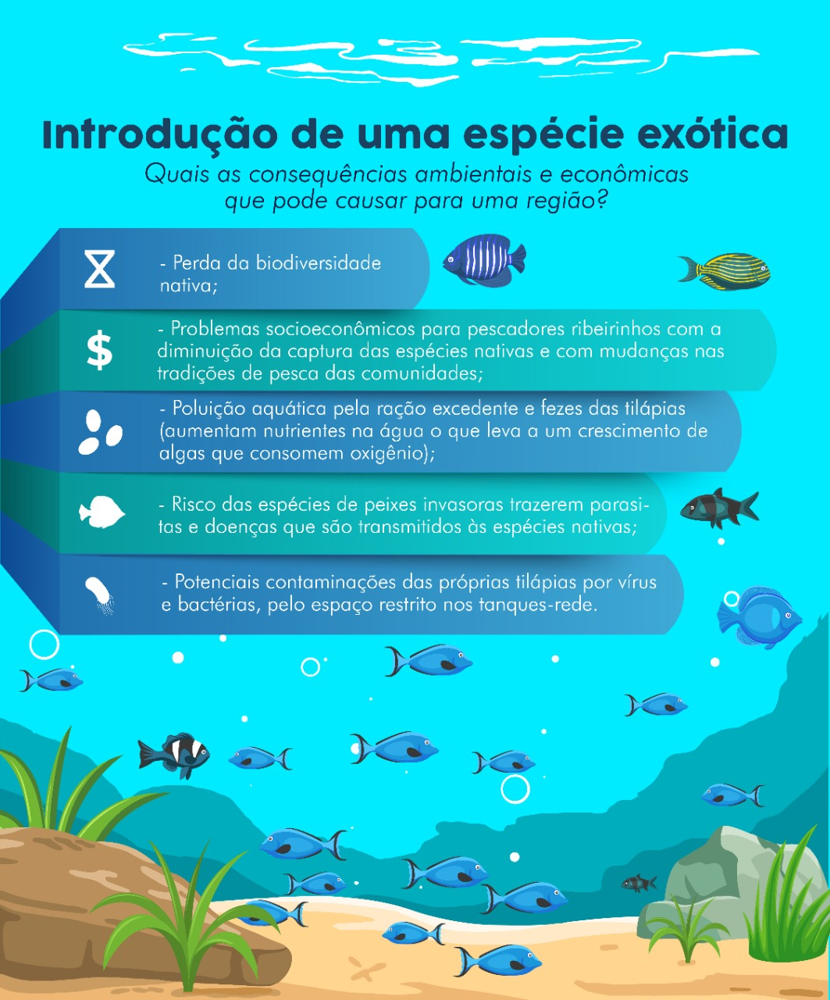 Introdução de uma espécie exótica
Quais as consequências ambientais e econômicas
que pode causar para uma região?
- Perda da biodiversidade
nativa;
$
- Problemas socioeconômicos para pescadores ribeirinhos com a
diminuição da captura das espécies nativas e com mudanças nas
tradições de pesca das comunidades;
- Poluição aquática pela ração excedente e fezes das tilápias
(aumentam nutrientes na água o que leva a um crescimento de
algas que consomem oxigênio);
- Risco das espécies de peixes invasoras trazerem parasi-
tas e doenças que são transmitidos às espécies nativas;
- Potenciais contaminações das próprias tilápias por vírus
e bactérias, pelo espaço restrito nos tanques-rede.